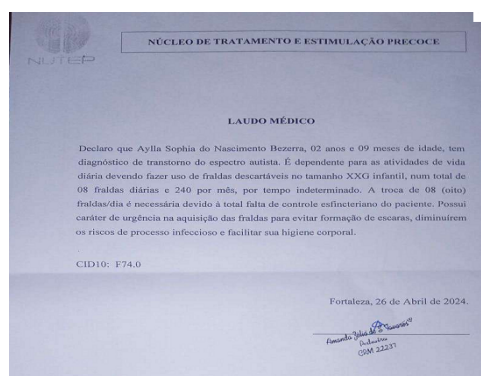 NUTEP
NÚCLEO DE TRATAMENTO E ESTIMULAÇÃO PRECOCE
LAUDO MÉDICO
Declaro que Aylla Sophia do Nascimento Bezerra, 02 anos e 09 meses de idade, tem
diagnóstico de transtorno do espectro autista. É dependente para as atividades de vida
diária devendo fazer uso de fraldas descartáveis no tamanho XXG infantil, num total de
08 fraldas diárias e 240 por mês, por tempo indeterminado. A troca de 08 (oito)
fraldas/dia é necessária devido à total falta de controle esfincteriano do paciente. Possui
caráter de urgência na aquisição das fraldas para evitar formação de escaras, diminuírem
os riscos de processo infeccioso e facilitar sua higiene corporal.
CID10: F74.0
Fortaleza, 26 de Abril de 2024.
Amanda
CRM 22237